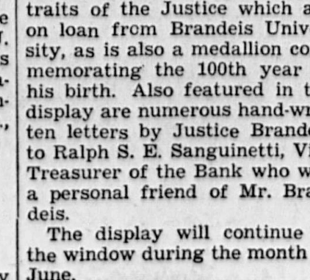 traits of the Justice which a
on loan from Brandeis Univ
sity, as is also a medallion co
memorating the 100th year
his birth. Also featured in t
display are numerous hand-wr
ten letters by Justice Brande
to Ralph S. E. Sanguinetti, Vi
Treasurer of the Bank who w
a personal friend of Mr. Bra
deis.
The display will continue
the window during the month
June.